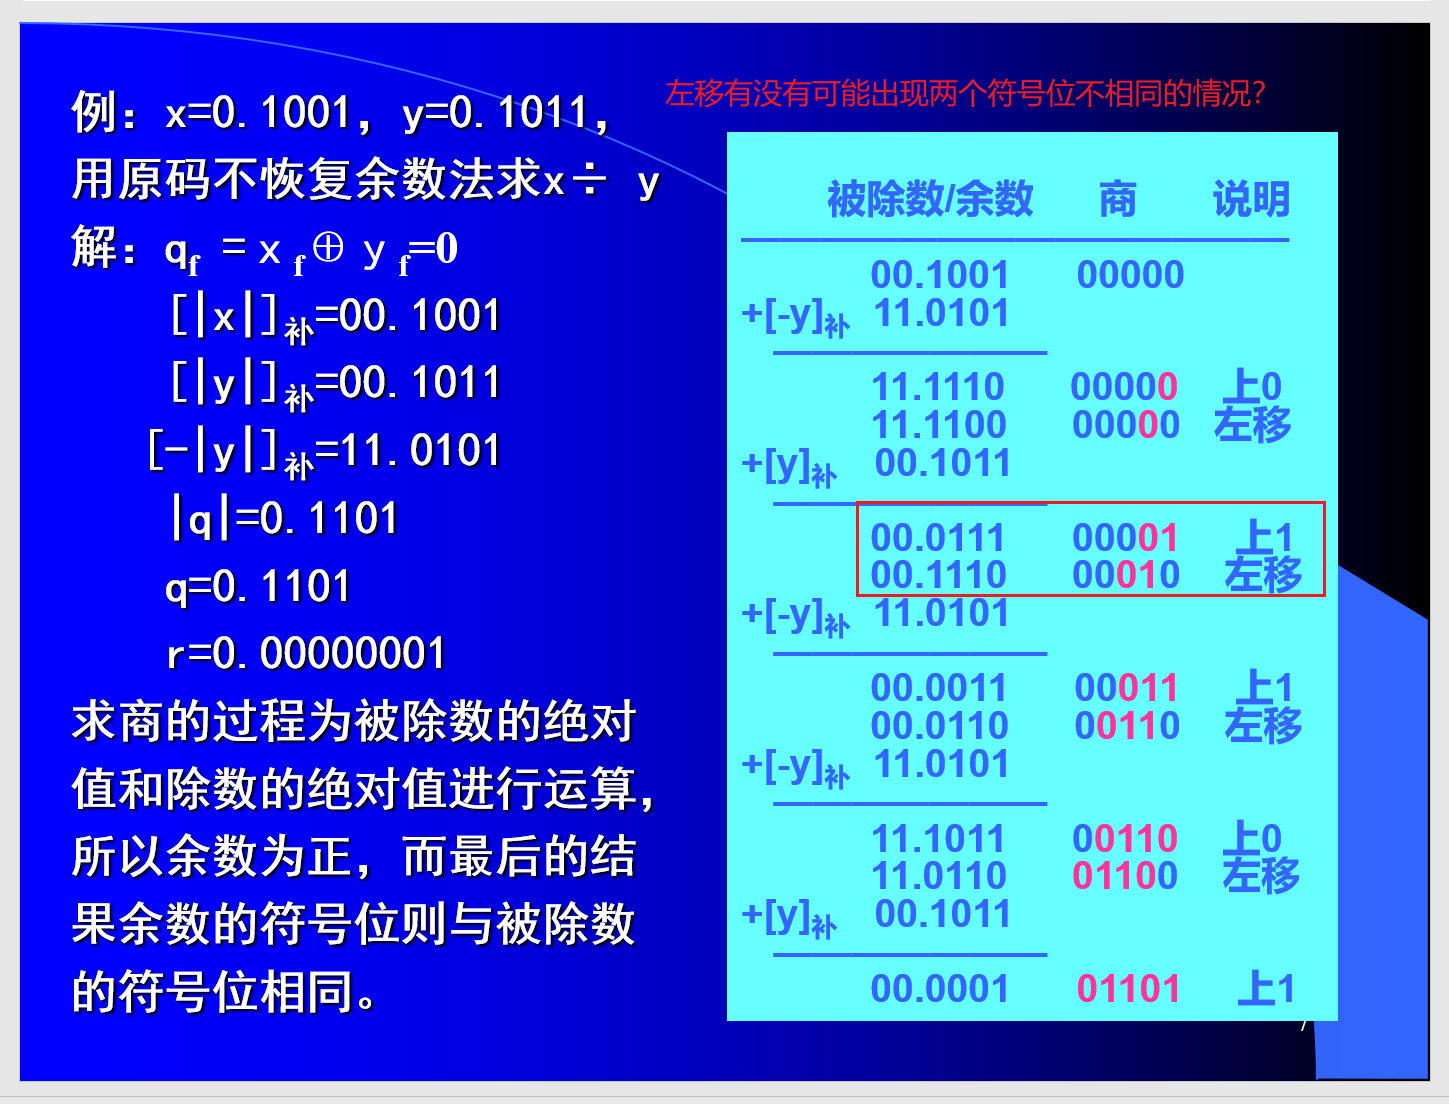 左移有没有可能出现两个符号位不相同的情况?
例：x=0.1001，y=0.1011，
用原码不恢复余数法求x÷ y
解：qf =x f⊕ y f=0
[|x|]补=00.1001
[|y|]补=00.1011
[-|y|]补=11.0101
|q|=0.1101
q=0.1101
r=0.00000001
求商的过程为被除数的绝对
值和除数的绝对值进行运算，
所以余数为正，而最后的结
果余数的符号位则与被除数
的符号位相同。
被除数/余数 商 说明
00.1001 00000
+[-y]补 11.0101
11.1110 00000 上0
11.1100 00000 左移
+[y]补 00.1011
00.0111 00001 上1
00.1110 00010 左移
+[-y]补 11.0101
00.0011 00011 上1
00.0110 00110 左移
+[-y]补 11.0101
11.1011 00110 上0
11.0110 01100 左移
+[y]补 00.1011
00.0001 01101 上1